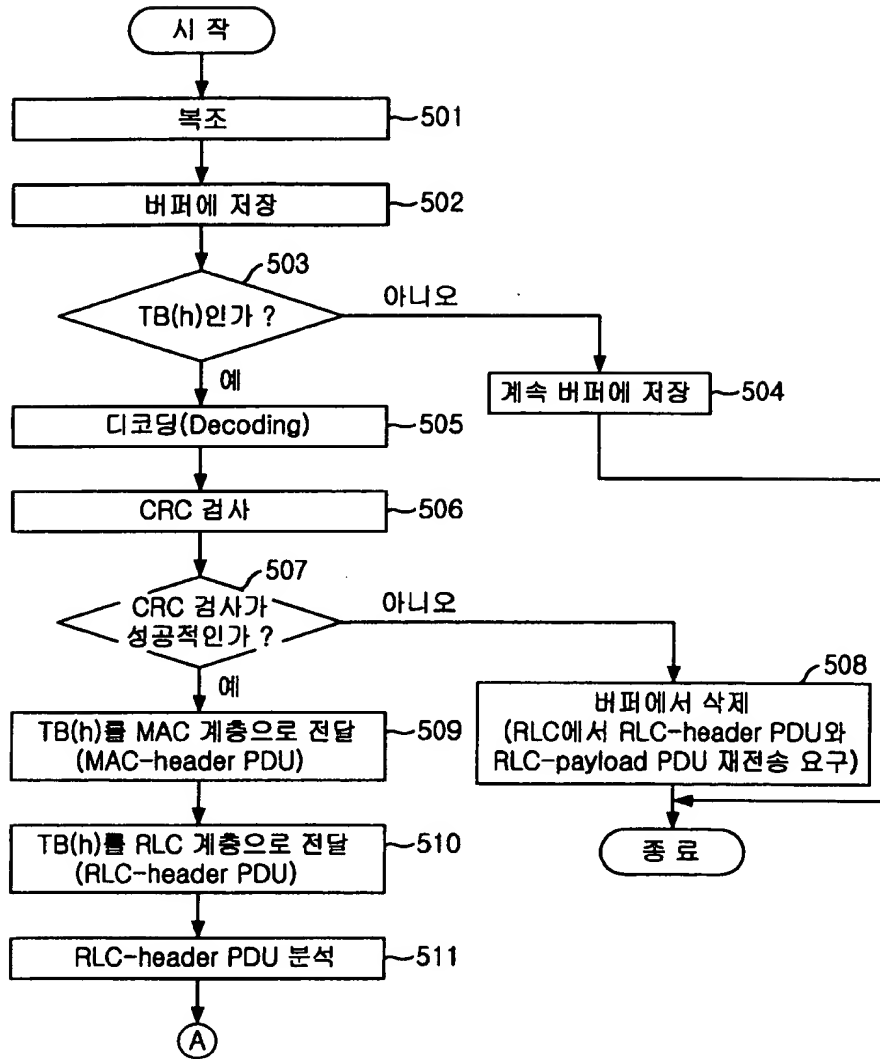 시 작
복조
501
버퍼에 저장
502
503
TB(h)인가 ?
아니오
예
계속 버퍼에 저장
504
디코딩(Decoding)
505
CRC 검사
506
507
CRC 검사가
성공적인가 ?
아니오
예
508
버퍼에서 삭제
(RLC에서 RLC-header PDU와
RLC-payload PDU 재전송 요구)
TB(h)를 MAC 계층으로 전달
(MAC-header PDU)
509
TB(h)를 RLC 계층으로 전달
(RLC-header PDU)
510
종 료
RLC-header PDU 분석
511
A